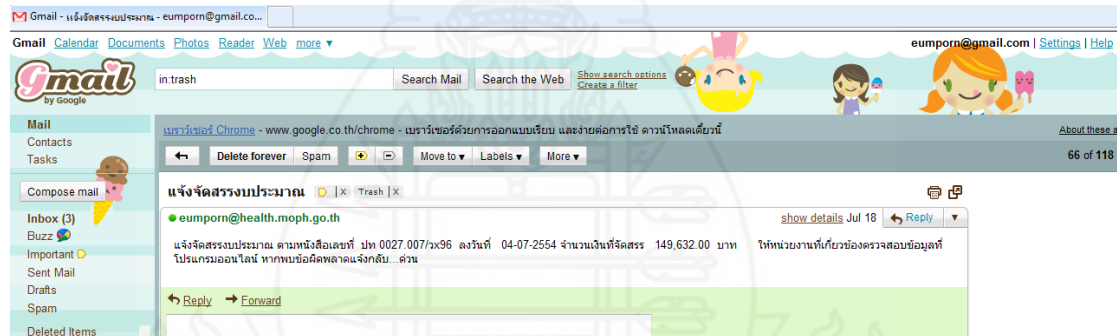 Gmail - แจ้งจัดสรรงบประมาณ - eumporn@gmail.co...
Gmail Calendar Documents Photos Reader Web more ▼
eumporn@gmail.com | Settings | Help
Gmail
by Google
in:trash
Search Mail
Search the Web
Show search options
Create a filter
Mail
Contacts
Tasks
เบราว์เซอร์ Chrome - www.google.co.th/chrome - เบราว์เซอร์ด้วยการออกแบบเรียบ และง่ายต่อการใช้ ดาวน์โหลดเดี๋ยวนี้
About these a
Delete forever Spam Move to ▼ Labels ▼ More ▼
66 of 118
Compose mail
แจ้งจัดสรรงบประมาณ | X Trash | X
Inbox (3)
Buzz
Important
Sent Mail
Drafts
Spam
Deleted Items
eumporn@health.moph.go.th
show details Jul 18 Reply ▼
แจ้งจัดสรรงบประมาณ ตามหนังสือเลขที่ ปท 0027.007/วx96 ลงวันที่ 04-07-2554 จำนวนเงินที่จัดสรร 149,632.00 บาท ให้หน่วยงานที่เกี่ยวข้องตรวจสอบข้อมูลที่
โปรแกรมออนไลน์ หากพบข้อผิดพลาดแจ้งกลับ...ด่วน
Reply Forward